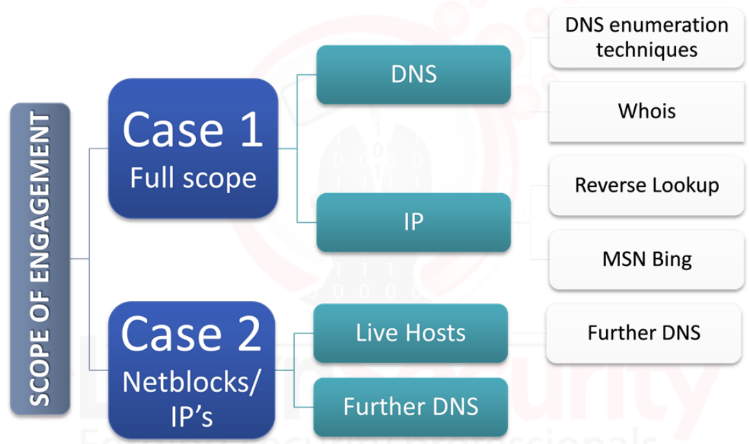 SCOPE OF ENGAGEMENT
Case 1
Full scope
DNS
DNS enumeration
techniques
Whois
IP
Reverse Lookup
MSN Bing
Case 2
Netblocks/
IP's
Live Hosts
Further DNS
Further DNS